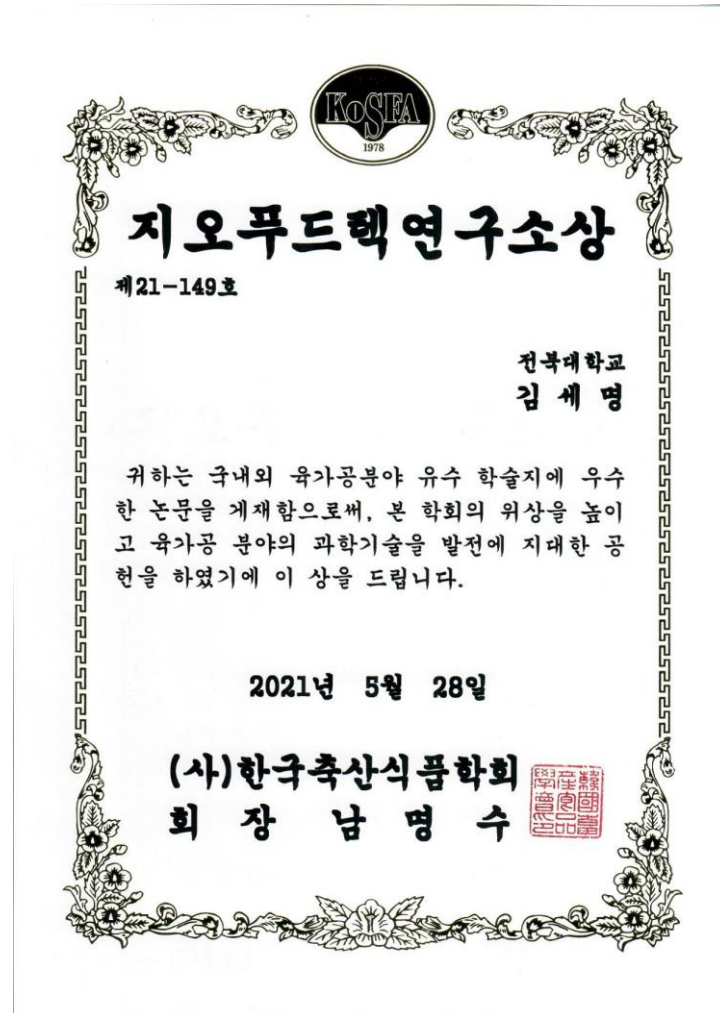 KoSFA
1978
지오푸드텍연구소상
제21-149호
전북대학교
김 세 명
귀하는 국내외 육가공분야 유수 학술지에 우수
한 논문을 게재함으로써, 본 학회의 위상을 높이
고 육가공 분야의 과학기술을 발전에 지대한 공
헌을 하였기에 이 상을 드립니다.
2021년 5월 28일
(사)한국축산식품학회
회 장 남 명 수